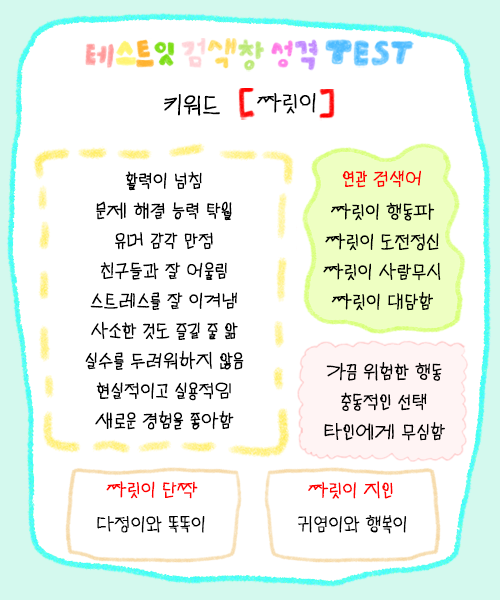 테스트잇 검색창 성격 TEST
키워드 [짜릿이]
활력이 넘침
문제 해결 능력 탁월
유머 감각 만점
친구들과 잘 어울림
스트레스를 잘 이겨냄
사소한 것도 즐길 줄 앎
실수를 두려워하지 않음
현실적이고 실용적임
새로운 경험을 좋아함
연관 검색어
짜릿이 행동파
짜릿이 도전정신
짜릿이 사람무시
짜릿이 대담함
가끔 위험한 행동
충동적인 선택
타인에게 무심함
짜릿이 단짝
다정이와 똑똑이
짜릿이 지인
귀염이와 행복이